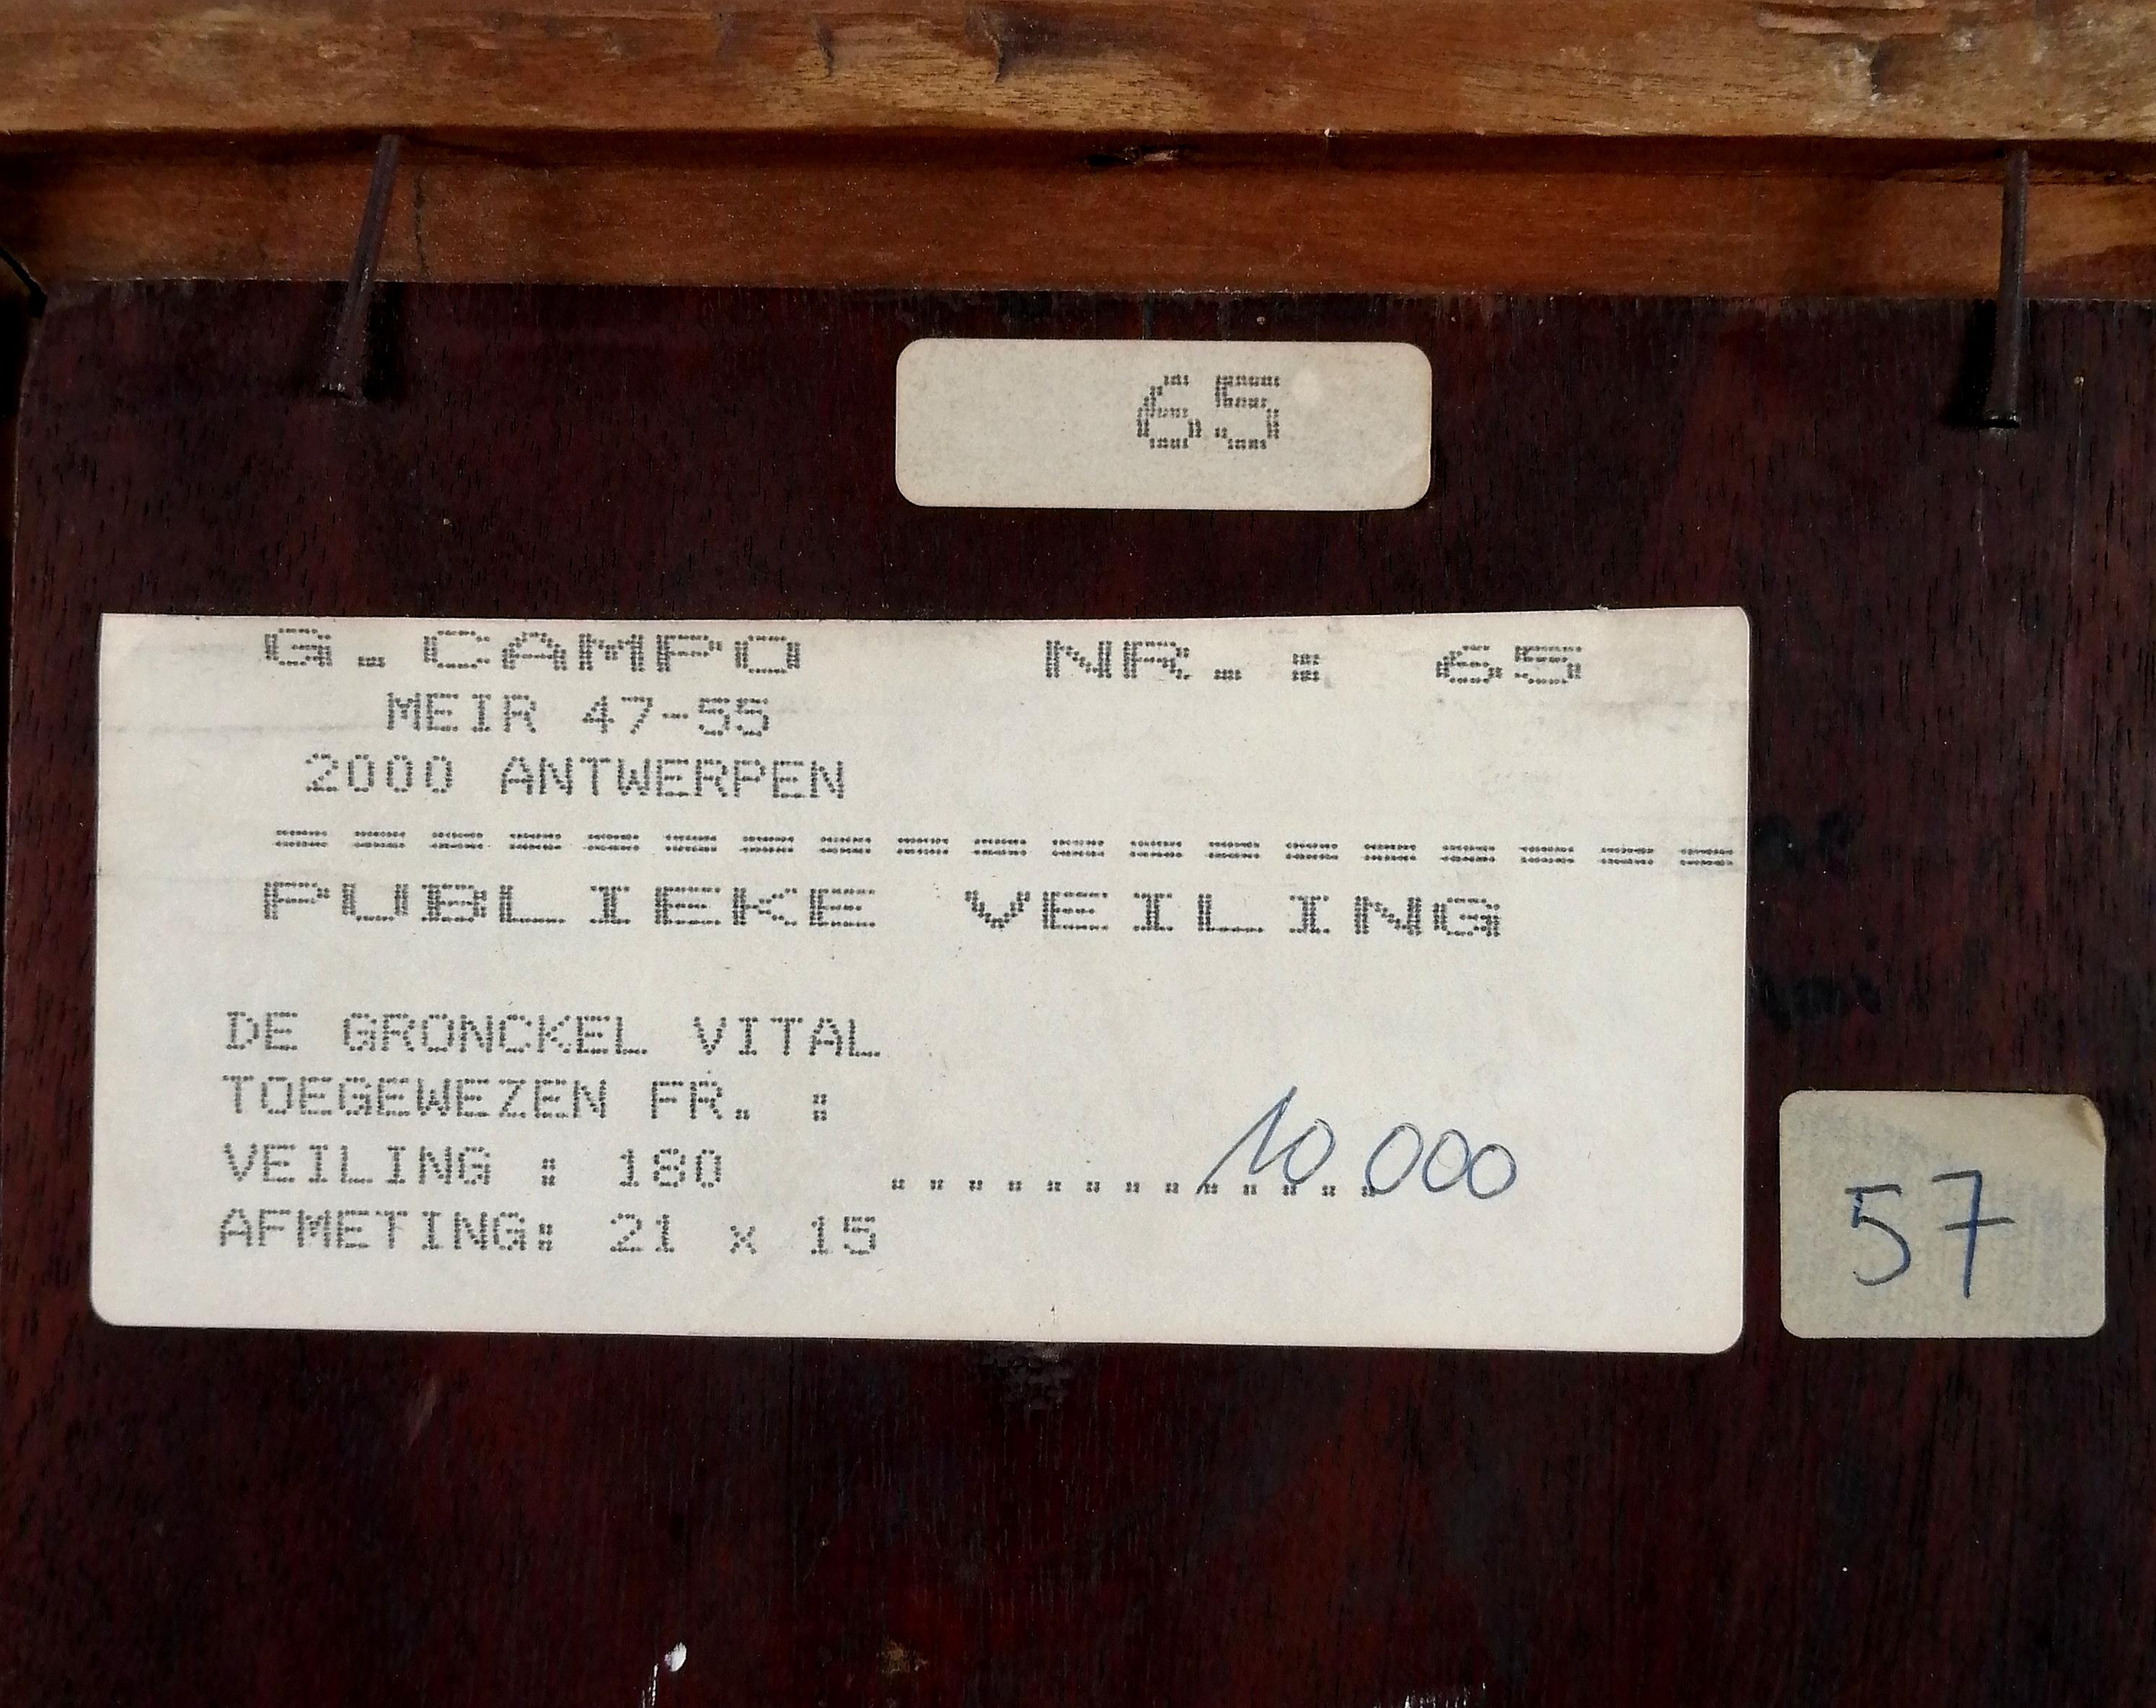 65
G. CAMPO NR. : 65
MEIR 47-55
2000 ANTWERPEN
===================
PUBLIEKE VEILING
DE GRONCKEL VITAL
TOEGEWEZEN FR. :
VEILING : 180 ............. 10 000
AFMETING: 21 x 15
57